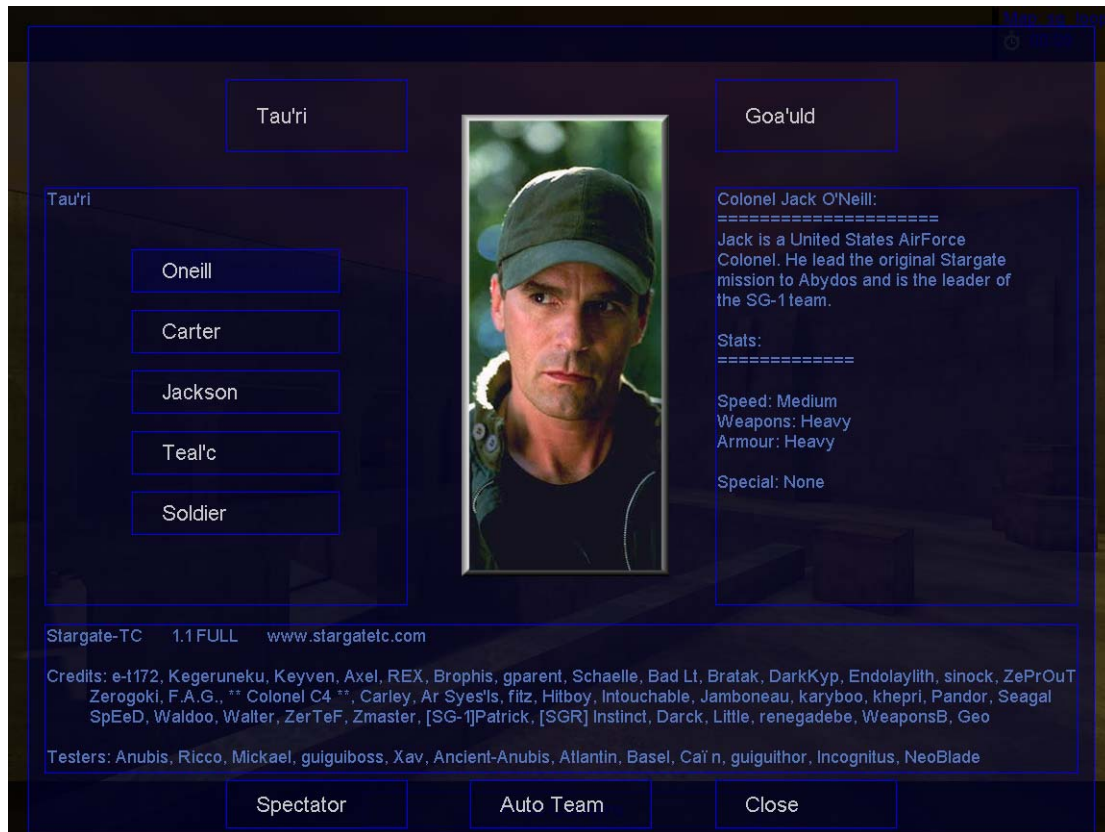 Tau'ri
Goa'uld
Tau'ri
Oneill
Carter
Jackson
Teal'c
Soldier
Colonel Jack O'Neill:
=====================
Jack is a United States AirForce
Colonel. He lead the original Stargate
mission to Abydos and is the leader of
the SG-1 team.
Stats:
=============
Speed: Medium
Weapons: Heavy
Armour: Heavy
Special: None
Stargate-TC 1.1 FULL www.stargatetc.com
Credits: e-t172, Kegeruneku, Keyven, Axel, REX, Brophis, gparent, Schaelle, Bad Lt, Bratak, DarkKyp, Endolaylith, sinock, ZePrOuT
Zerogoki, F.A.G., ** Colonel C4 **, Carley, Ar Syes'ls, fitz, Hitboy, Intouchable, Jamboneau, karyboo, khepri, Pandor, Seagal
SpEeD, Waldoo, Walter, ZerTeF, Zmaster, [SG-1]Patrick, [SGR] Instinct, Darck, Little, renegadebe, WeaponsB, Geo
Testers: Anubis, Ricco, Mickael, guiguiboss, Xav, Ancient-Anubis, Atlantin, Basel, Caï n, guiguithor, Incognitus, NeoBlade
Spectator
Auto Team
Close